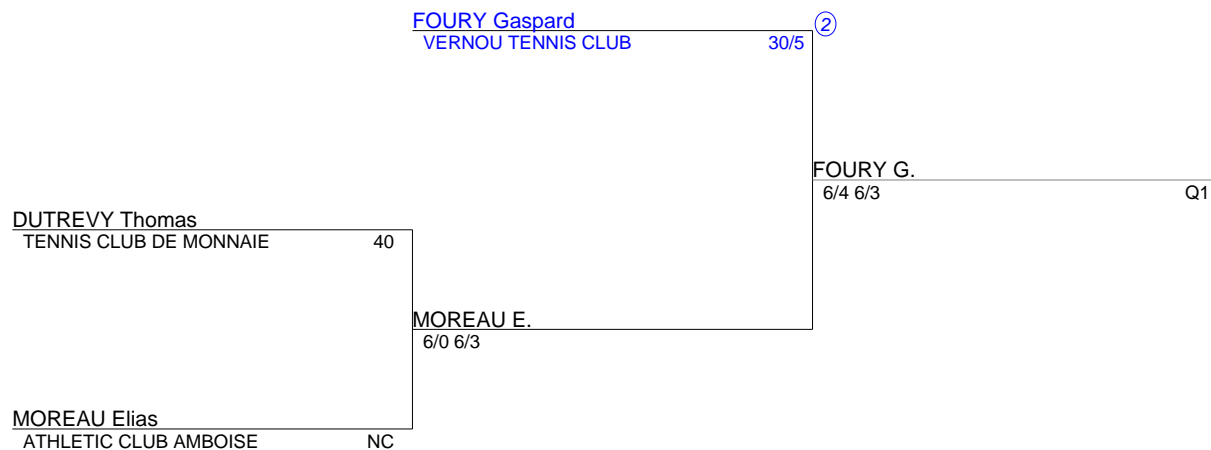 FOURY Gaspard 2
VERNOU TENNIS CLUB 30/5
FOURY G.
6/4 6/3 Q1
DUTREVY Thomas
TENNIS CLUB DE MONNAIE 40
MOREAU E.
6/0 6/3
MOREAU Elias
ATHLETIC CLUB AMBOISE NC